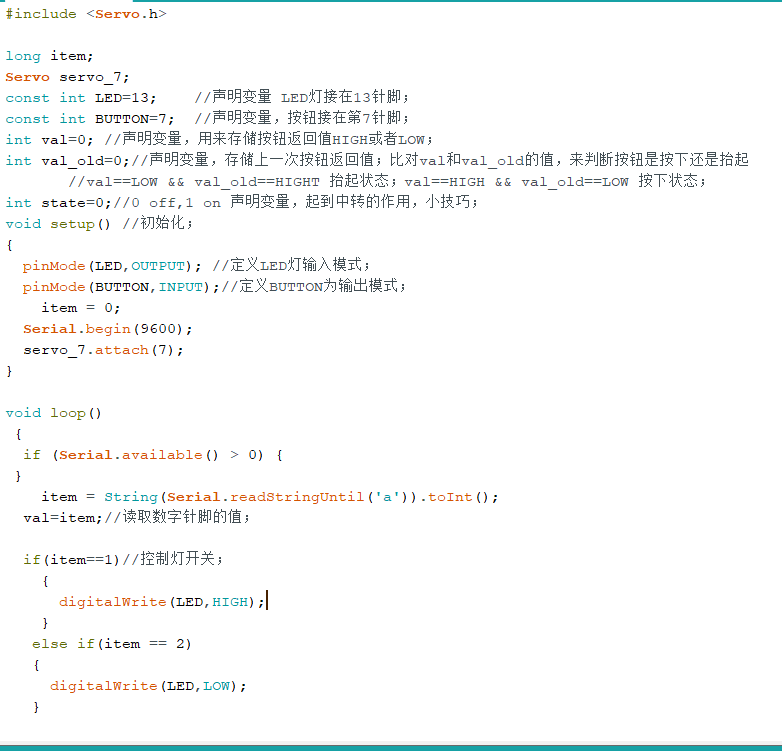 #include <Servo.h>
long item;
Servo servo_7;
const int LED=13;    //声明变量 LED灯接在13针脚;
const int BUTTON=7;  //声明变量，按钮接在第7针脚;
int val=0; //声明变量，用来存储按钮返回值HIGH或者LOW;
int val_old=0;//声明变量，存储上一次按钮返回值；比对val和val_old的值，来判断按钮是按下还是抬起
       //val==LOW && val_old==HIGHT 抬起状态；val==HIGH && val_old==LOW 按下状态;
int state=0;//0 off,1 on 声明变量，起到中转的作用，小技巧;
void setup() //初始化;
{
  pinMode(LED,OUTPUT); //定义LED灯输入模式;
  pinMode(BUTTON,INPUT);//定义BUTTON为输出模式;
    item = 0;
  Serial.begin(9600);
  servo_7.attach(7);
}
void loop()
 {
  if (Serial.available() > 0) {
 }
    item = String(Serial.readStringUntil('a')).toInt();
  val=item;//读取数字针脚的值;
  if(item==1)//控制灯开关;
    {
      digitalWrite(LED,HIGH);
    }
   else if(item == 2)
   {
     digitalWrite(LED,LOW);
   }